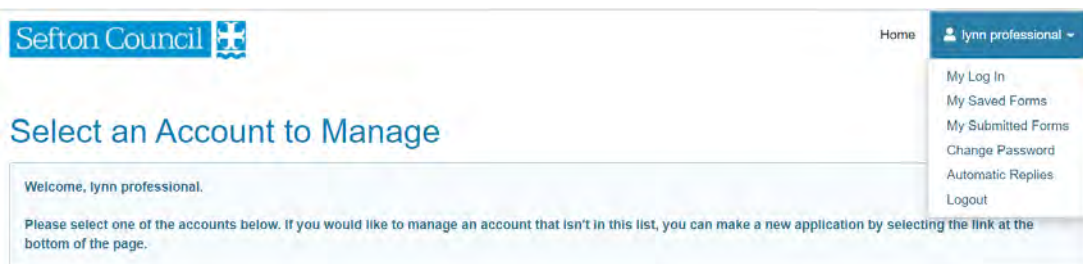 Sefton Council
Home
lynn professional
My Log In
My Saved Forms
My Submitted Forms
Change Password
Automatic Replies
Logout
Select an Account to Manage
Welcome, lynn professional.
Please select one of the accounts below. If you would like to manage an account that isn't in this list, you can make a new application by selecting the link at the
bottom of the page.